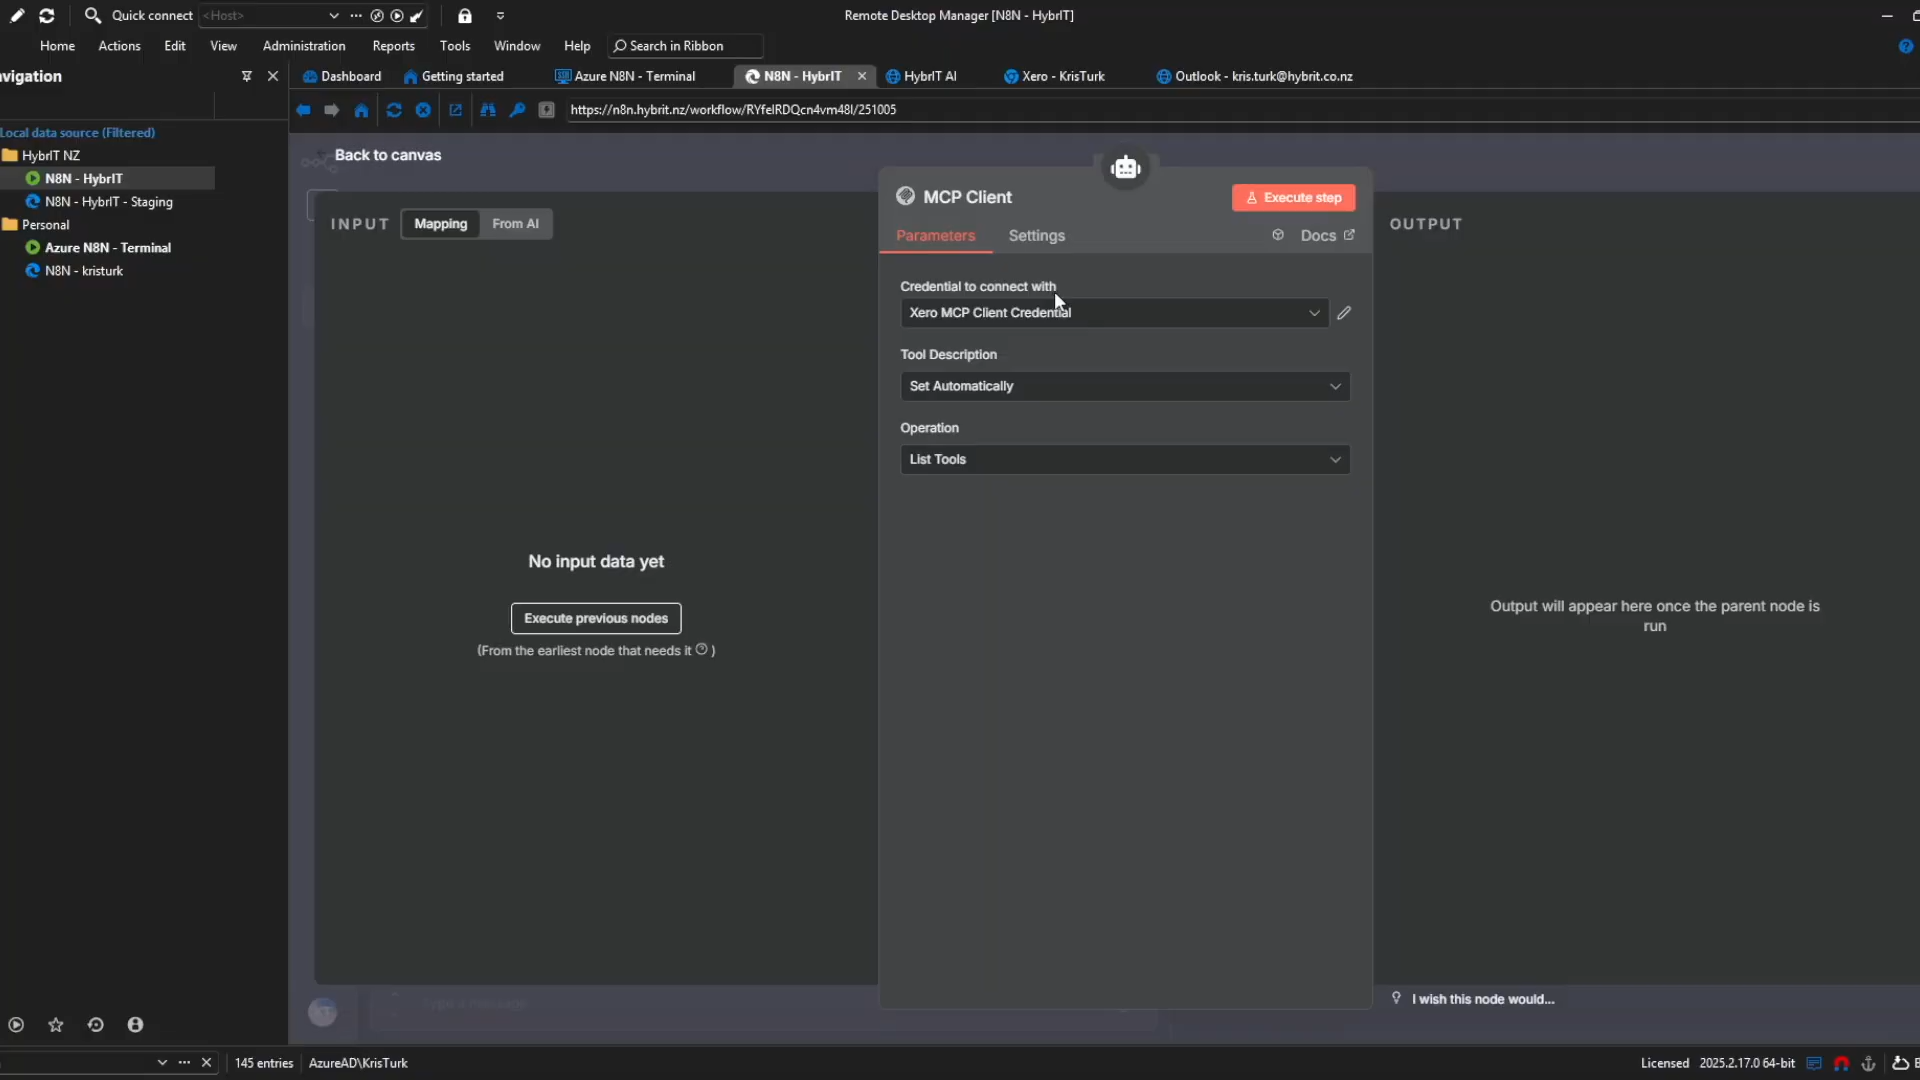 Quick connect
<Host>
Remote Desktop Manager [N8N - HybrIT]
Home
Actions
Edit
View
Administration
Reports
Tools
Window
Help
Search in Ribbon
avigation
Dashboard
Getting started
Azure N8N - Terminal
N8N - HybrIT
HybrIT AI
Xero - KrisTurk
Outlook - kris.turk@hybrit.co.nz
https://n8n.hybrit.nz/workflow/RYfelRDQcn4vm48I/251005
Local data source (Filtered)
HybrIT NZ
N8N - HybrIT
N8N - HybrIT - Staging
Personal
Azure N8N - Terminal
N8N - kristurk
Back to canvas
INPUT
Mapping
From AI
MCP Client
Execute step
Parameters
Settings
Docs
OUTPUT
Credential to connect with
Xero MCP Client Credential
Tool Description
Set Automatically
Operation
List Tools
No input data yet
Execute previous nodes
(From the earliest node that needs it ? )
Output will appear here once the parent node is
run
Type a message
I wish this node would...
145 entries
AzureAD\KrisTurk
Licensed
2025.2.17.0 64-bit